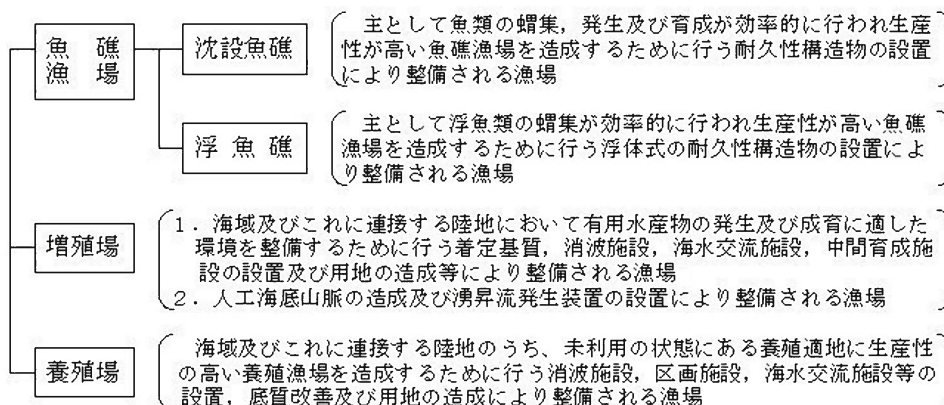 魚礁
漁場
沈設魚礁
主として魚類の蝟集，発生及び育成が効率的に行われ生産
性が高い魚礁漁場を造成するために行う耐久性構造物の設置
により整備される漁場
浮魚礁
主として浮魚類の蝟集が効率的に行われ生産性が高い魚礁
漁場を造成するために行う浮体式の耐久性構造物の設置によ
り整備される漁場
増殖場
１．海域及びこれに連接する陸地において有用水産物の発生及び成育に適した
環境を整備するために行う着定基質，消波施設，海水交流施設，中間育成施
設の設置及び用地の造成等により整備される漁場
２．人工海底山脈の造成及び湧昇流発生装置の設置により整備される漁場
養殖場
海域及びこれに連接する陸地のうち、未利用の状態にある養殖適地に生産性
の高い養殖漁場を造成するために行う消波施設，区画施設，海水交流施設等の
設置，底質改善及び用地の造成により整備される漁場